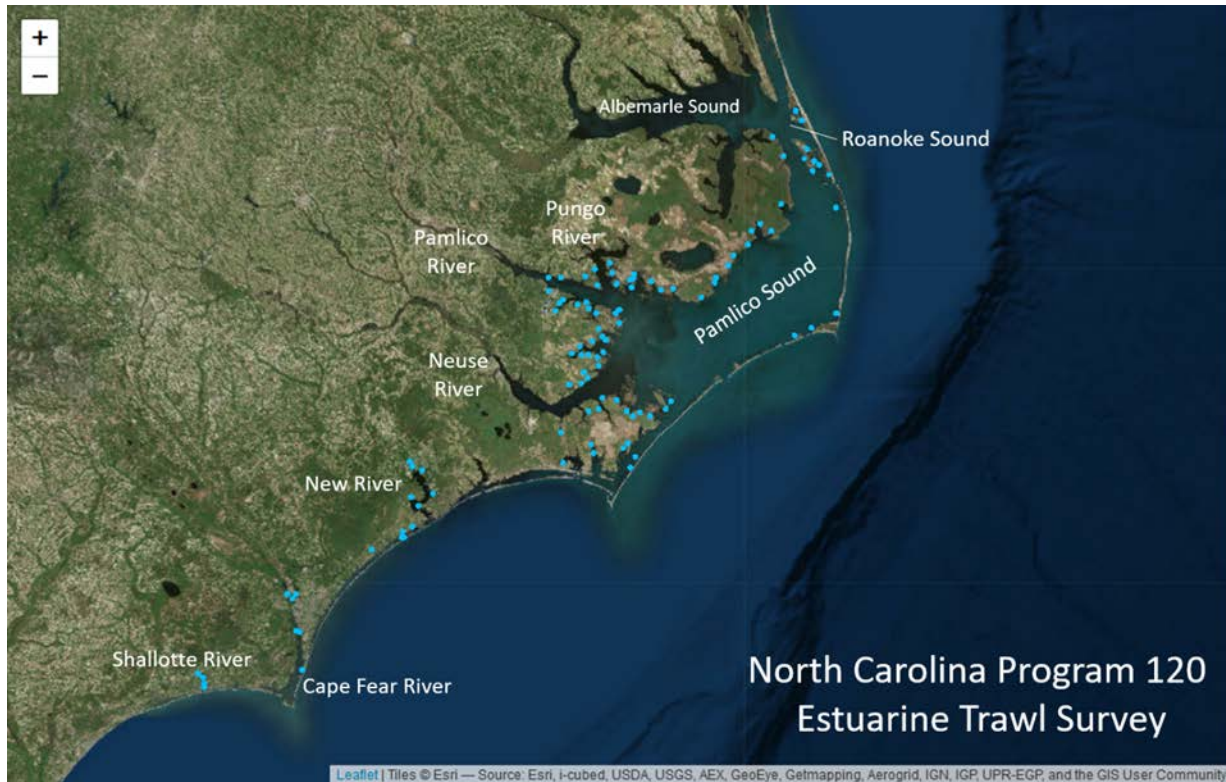 +
−
Albemarle Sound
Roanoke Sound
Pungo
River
Pamlico
River
Pamlico Sound
Neuse
River
New River
Shallotte River
Cape Fear River
North Carolina Program 120
Estuarine Trawl Survey
Leaflet | Tiles © Esri — Source: Esri, i-cubed, USDA, USGS, AEX, GeoEye, Getmapping, Aerogrid, IGN, IGP, UPR-EGP, and the GIS User Community